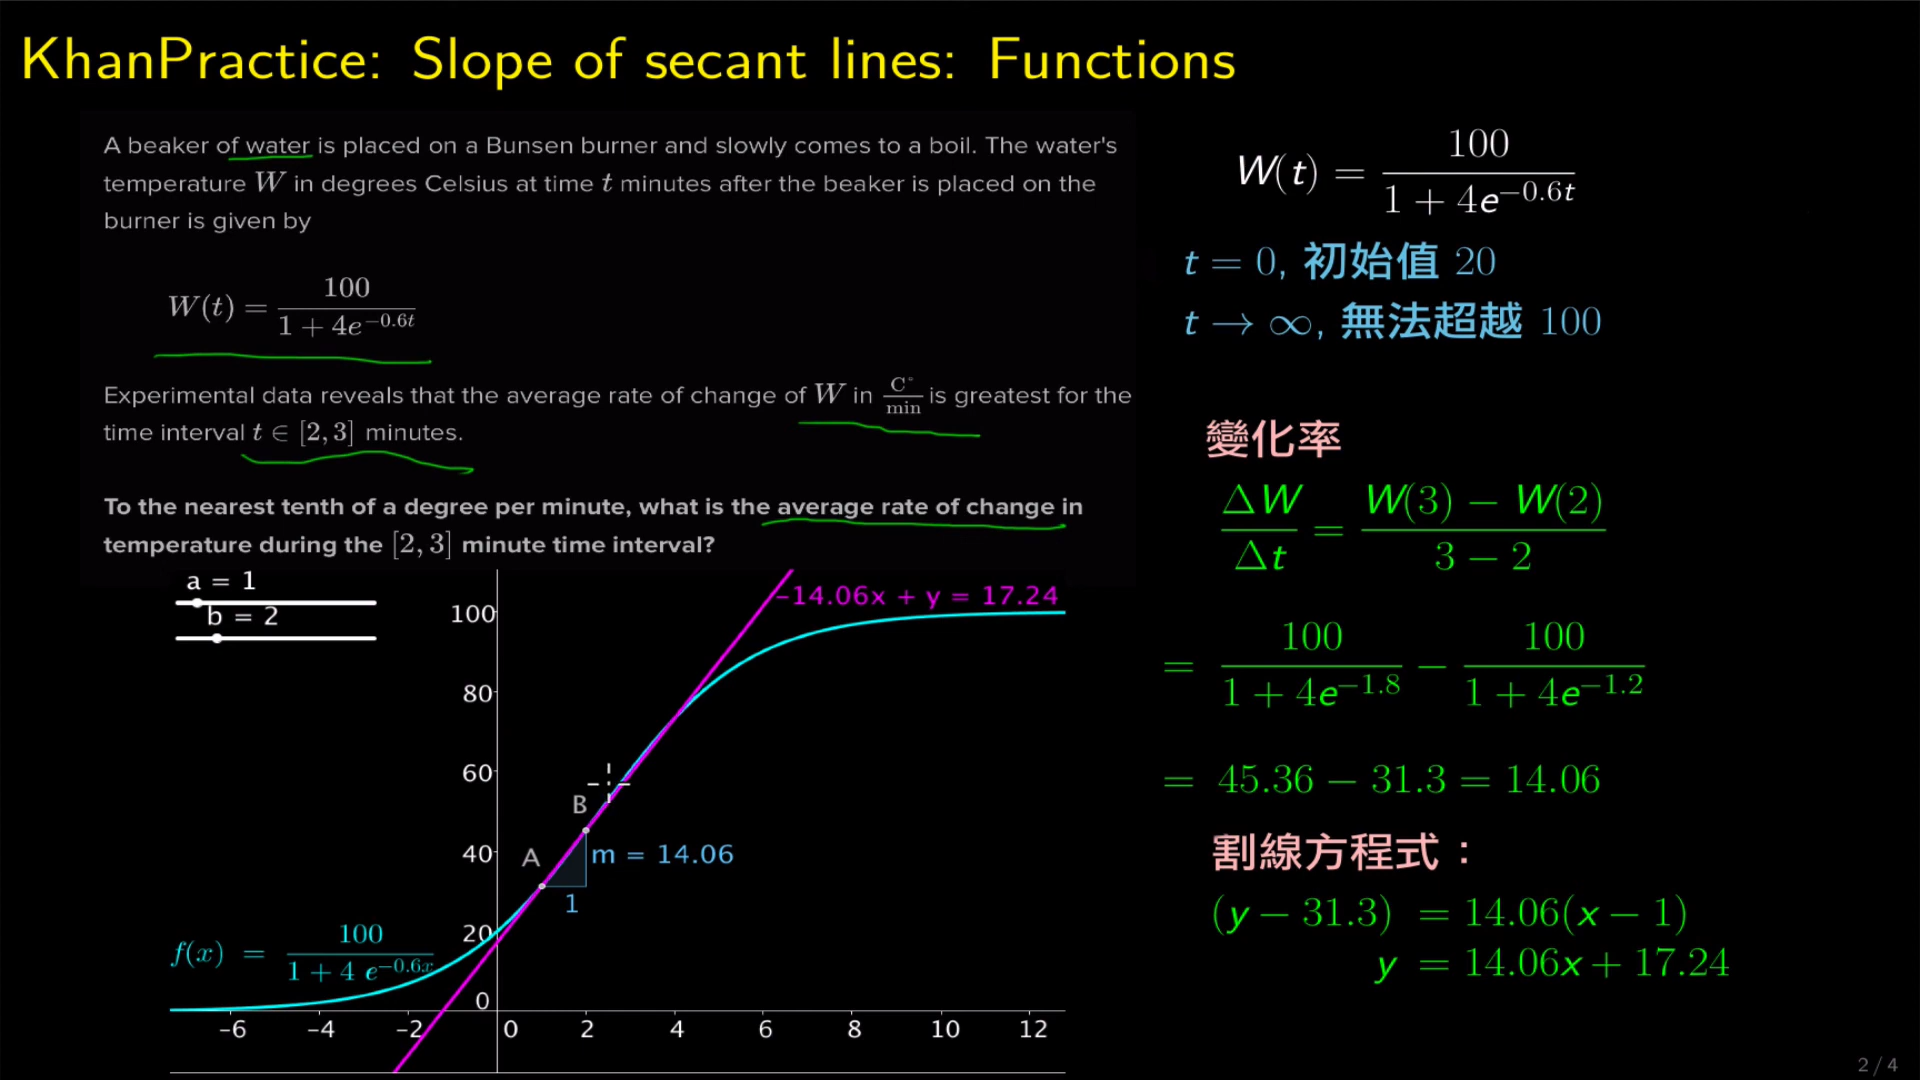 KhanPractice: Slope of secant lines: Functions
A beaker of water is placed on a Bunsen burner and slowly comes to a boil. The water's
temperature W in degrees Celsius at time t minutes after the beaker is placed on the
burner is given by
W(t) = 100 / (1 + 4e^{-0.6t})
Experimental data reveals that the average rate of change of W in C°/min is greatest for the
time interval t ∈ [2, 3] minutes.
To the nearest tenth of a degree per minute, what is the average rate of change in
temperature during the [2, 3] minute time interval?
a = 1
b = 2
-14.06x + y = 17.24
100
80
60
40
20
0
B
A
m = 14.06
1
f(x) = 100 / (1 + 4 e^{-0.6x})
-6 -4 -2 0 2 4 6 8 10 12
W(t) = 100 / (1 + 4e^{-0.6t})
t = 0, 初始值 20
t → ∞, 無法超越 100
變化率
ΔW / Δt = (W(3) − W(2)) / (3 − 2)
= 100 / (1 + 4e^{-1.8}) − 100 / (1 + 4e^{-1.2})
= 45.36 − 31.3 = 14.06
割線方程式：
(y − 31.3) = 14.06(x − 1)
y = 14.06x + 17.24
2 / 4